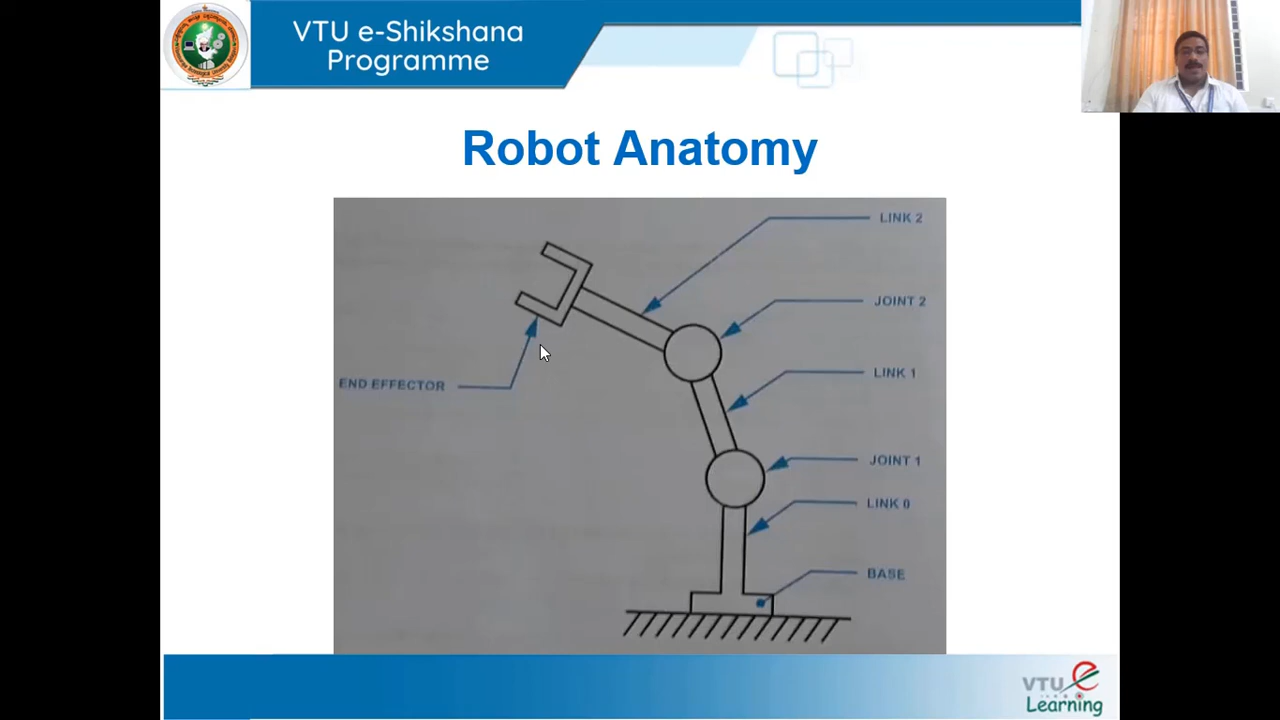 VTU e-Shikshana
Programme
Robot Anatomy
LINK 2
JOINT 2
LINK 1
END EFFECTOR
JOINT 1
LINK 0
BASE
VTU e
Learning